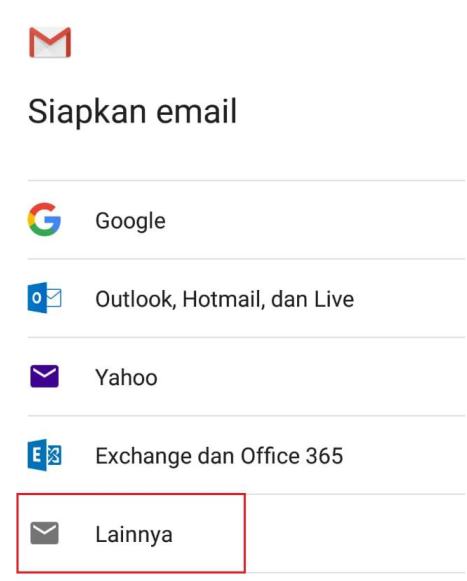 Siapkan email
Google
Outlook, Hotmail, dan Live
Yahoo
Exchange dan Office 365
Lainnya